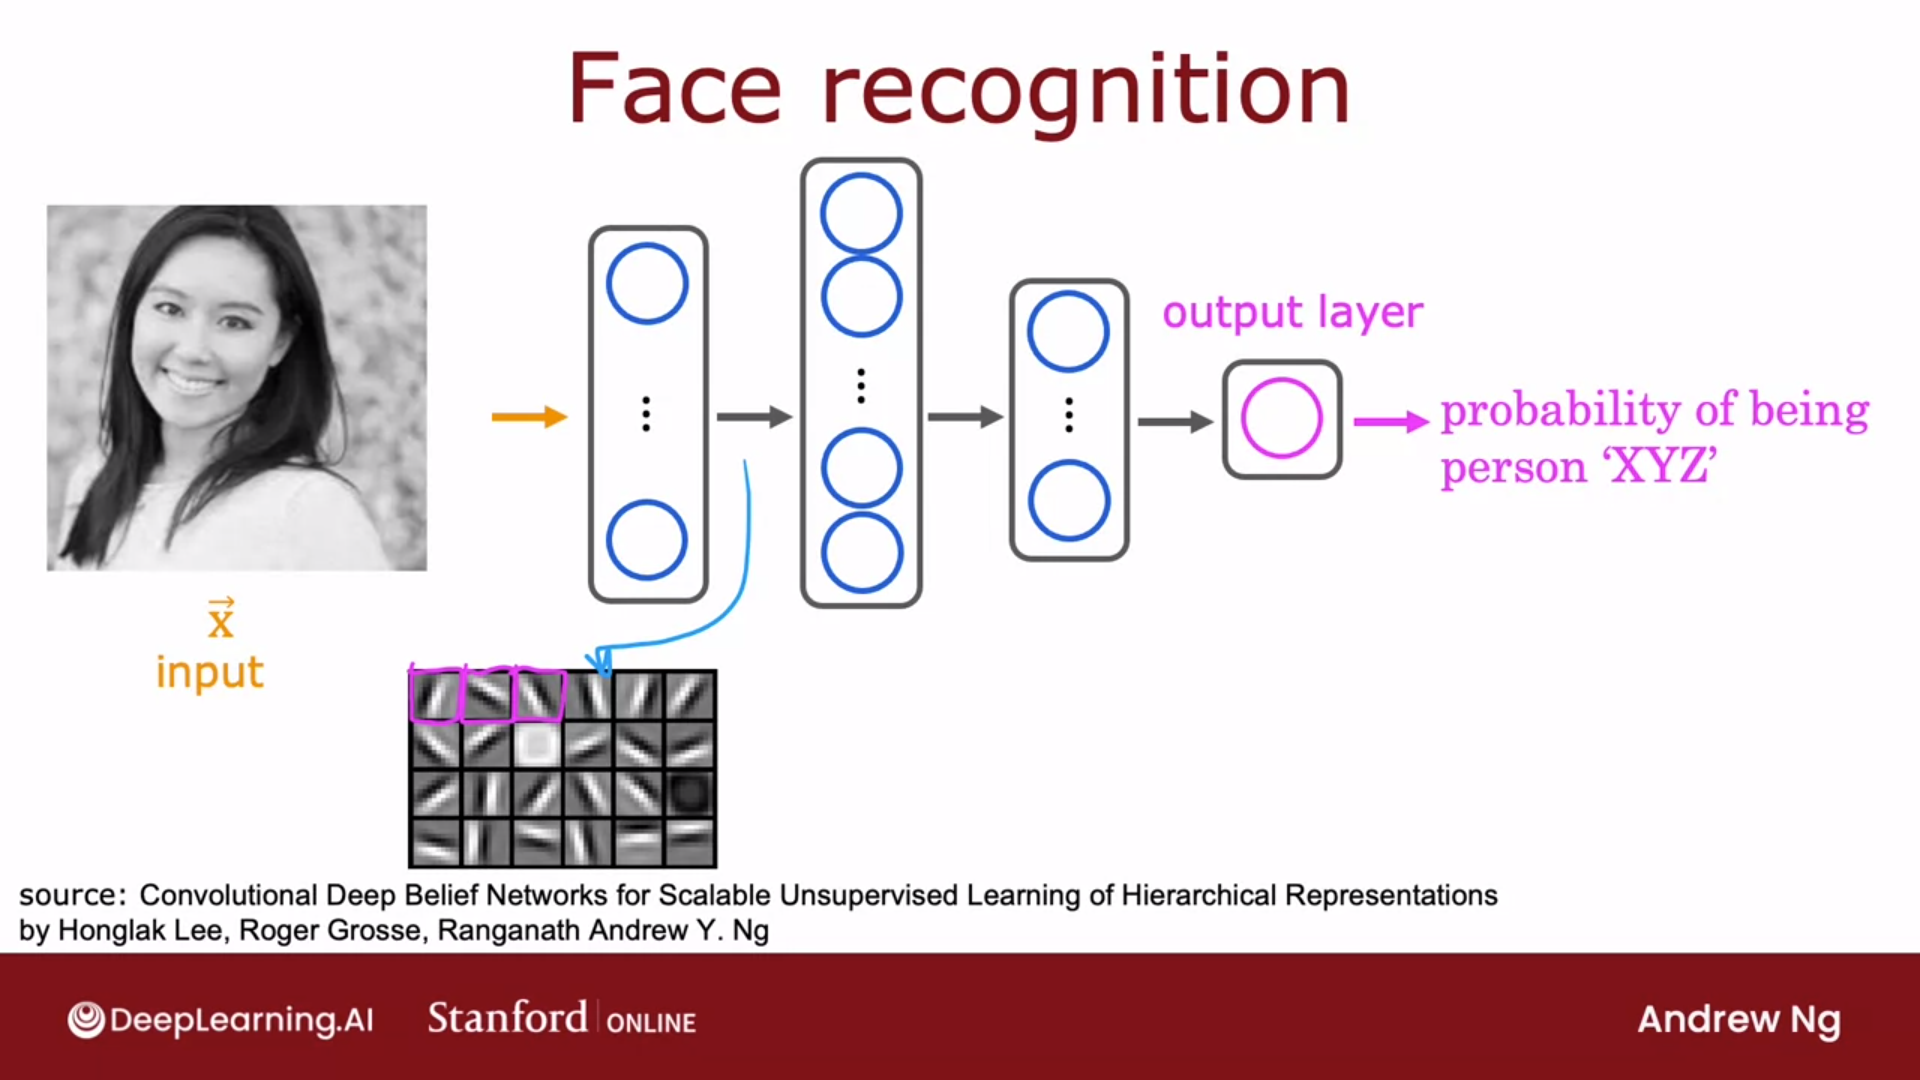 Face recognition
output layer
probability of being
person ‘XYZ’
x
input
source: Convolutional Deep Belief Networks for Scalable Unsupervised Learning of Hierarchical Representations
by Honglak Lee, Roger Grosse, Ranganath Andrew Y. Ng
DeepLearning.AI
Stanford ONLINE
Andrew Ng